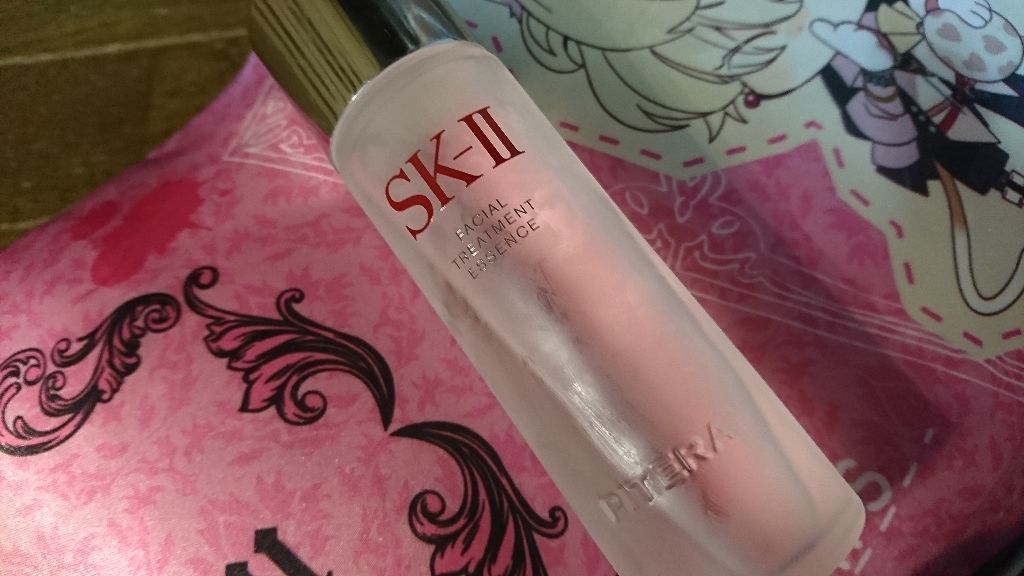 SK-II
FACIAL
TREATMENT
ESSENCE
PITERA